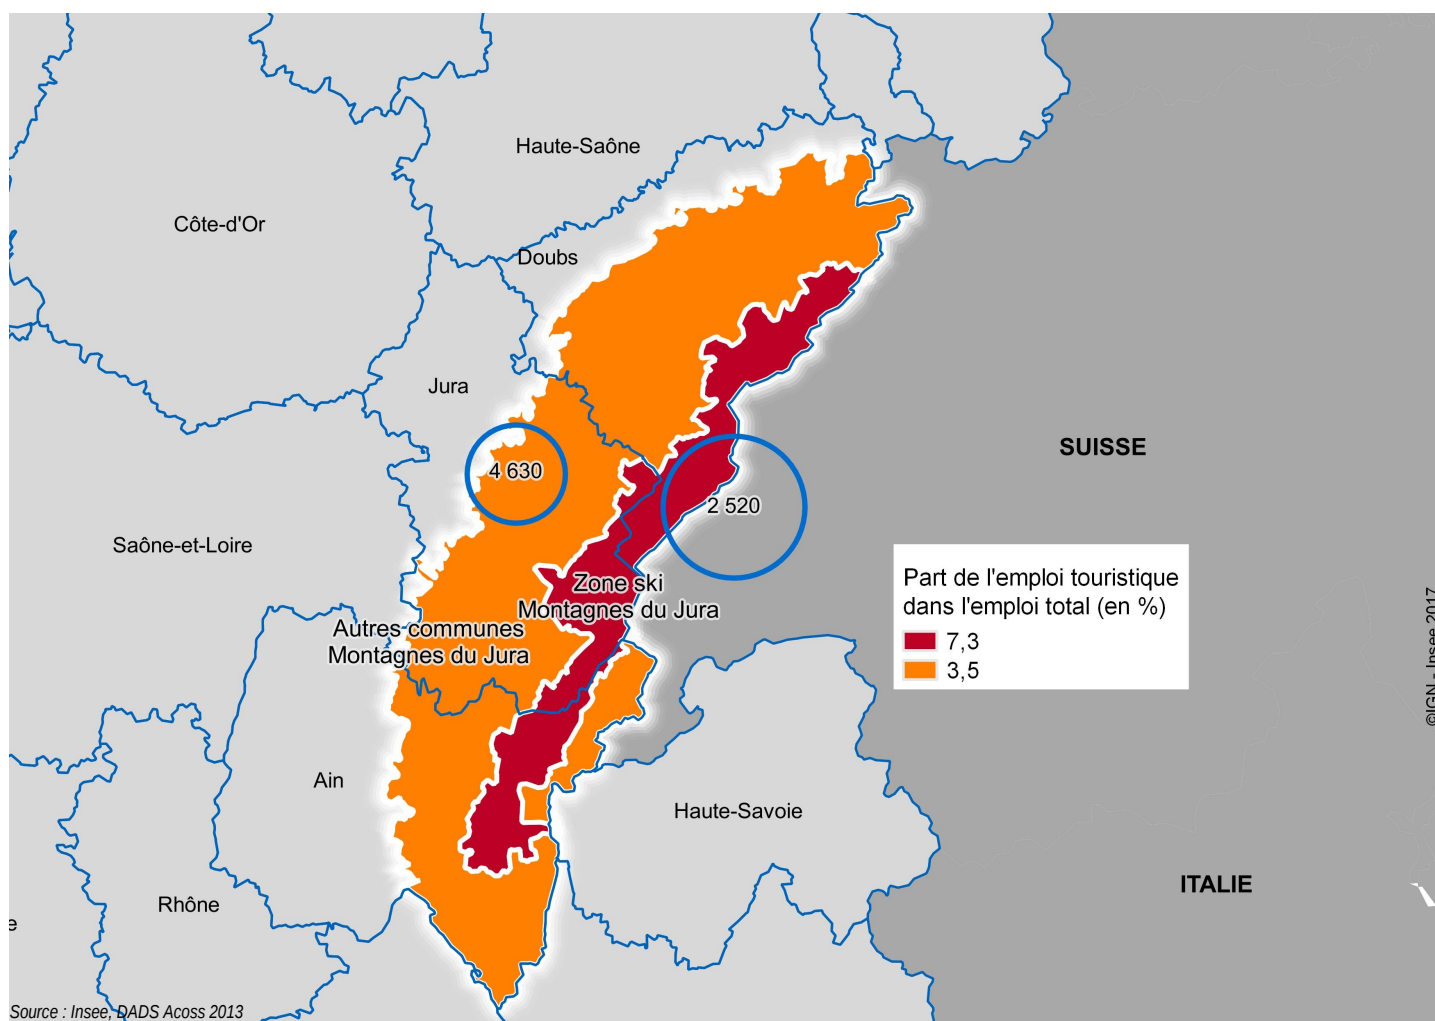 Haute-Saône
Côte-d'Or
Doubs
Jura
SUISSE
4 630
2 520
Saône-et-Loire
Zone ski
Montagnes du Jura
Autres communes
Montagnes du Jura
Part de l'emploi touristique
dans l'emploi total (en %)
7,3
3,5
©IGN - Insee 2017
Ain
Haute-Savoie
ITALIE
Rhône
e
Source : Insee, DADS Acoss 2013